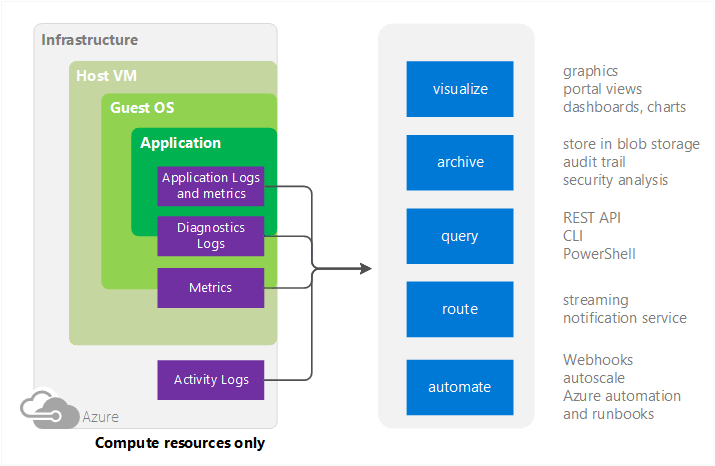 Infrastructure
Host VM
Guest OS
Application
Application Logs
and metrics
Diagnostics
Logs
Metrics
Activity Logs
Azure
Compute resources only
visualize
graphics
portal views
dashboards, charts
archive
store in blob storage
audit trail
security analysis
query
REST API
CLI
PowerShell
route
streaming
notification service
automate
Webhooks
autoscale
Azure automation
and runbooks